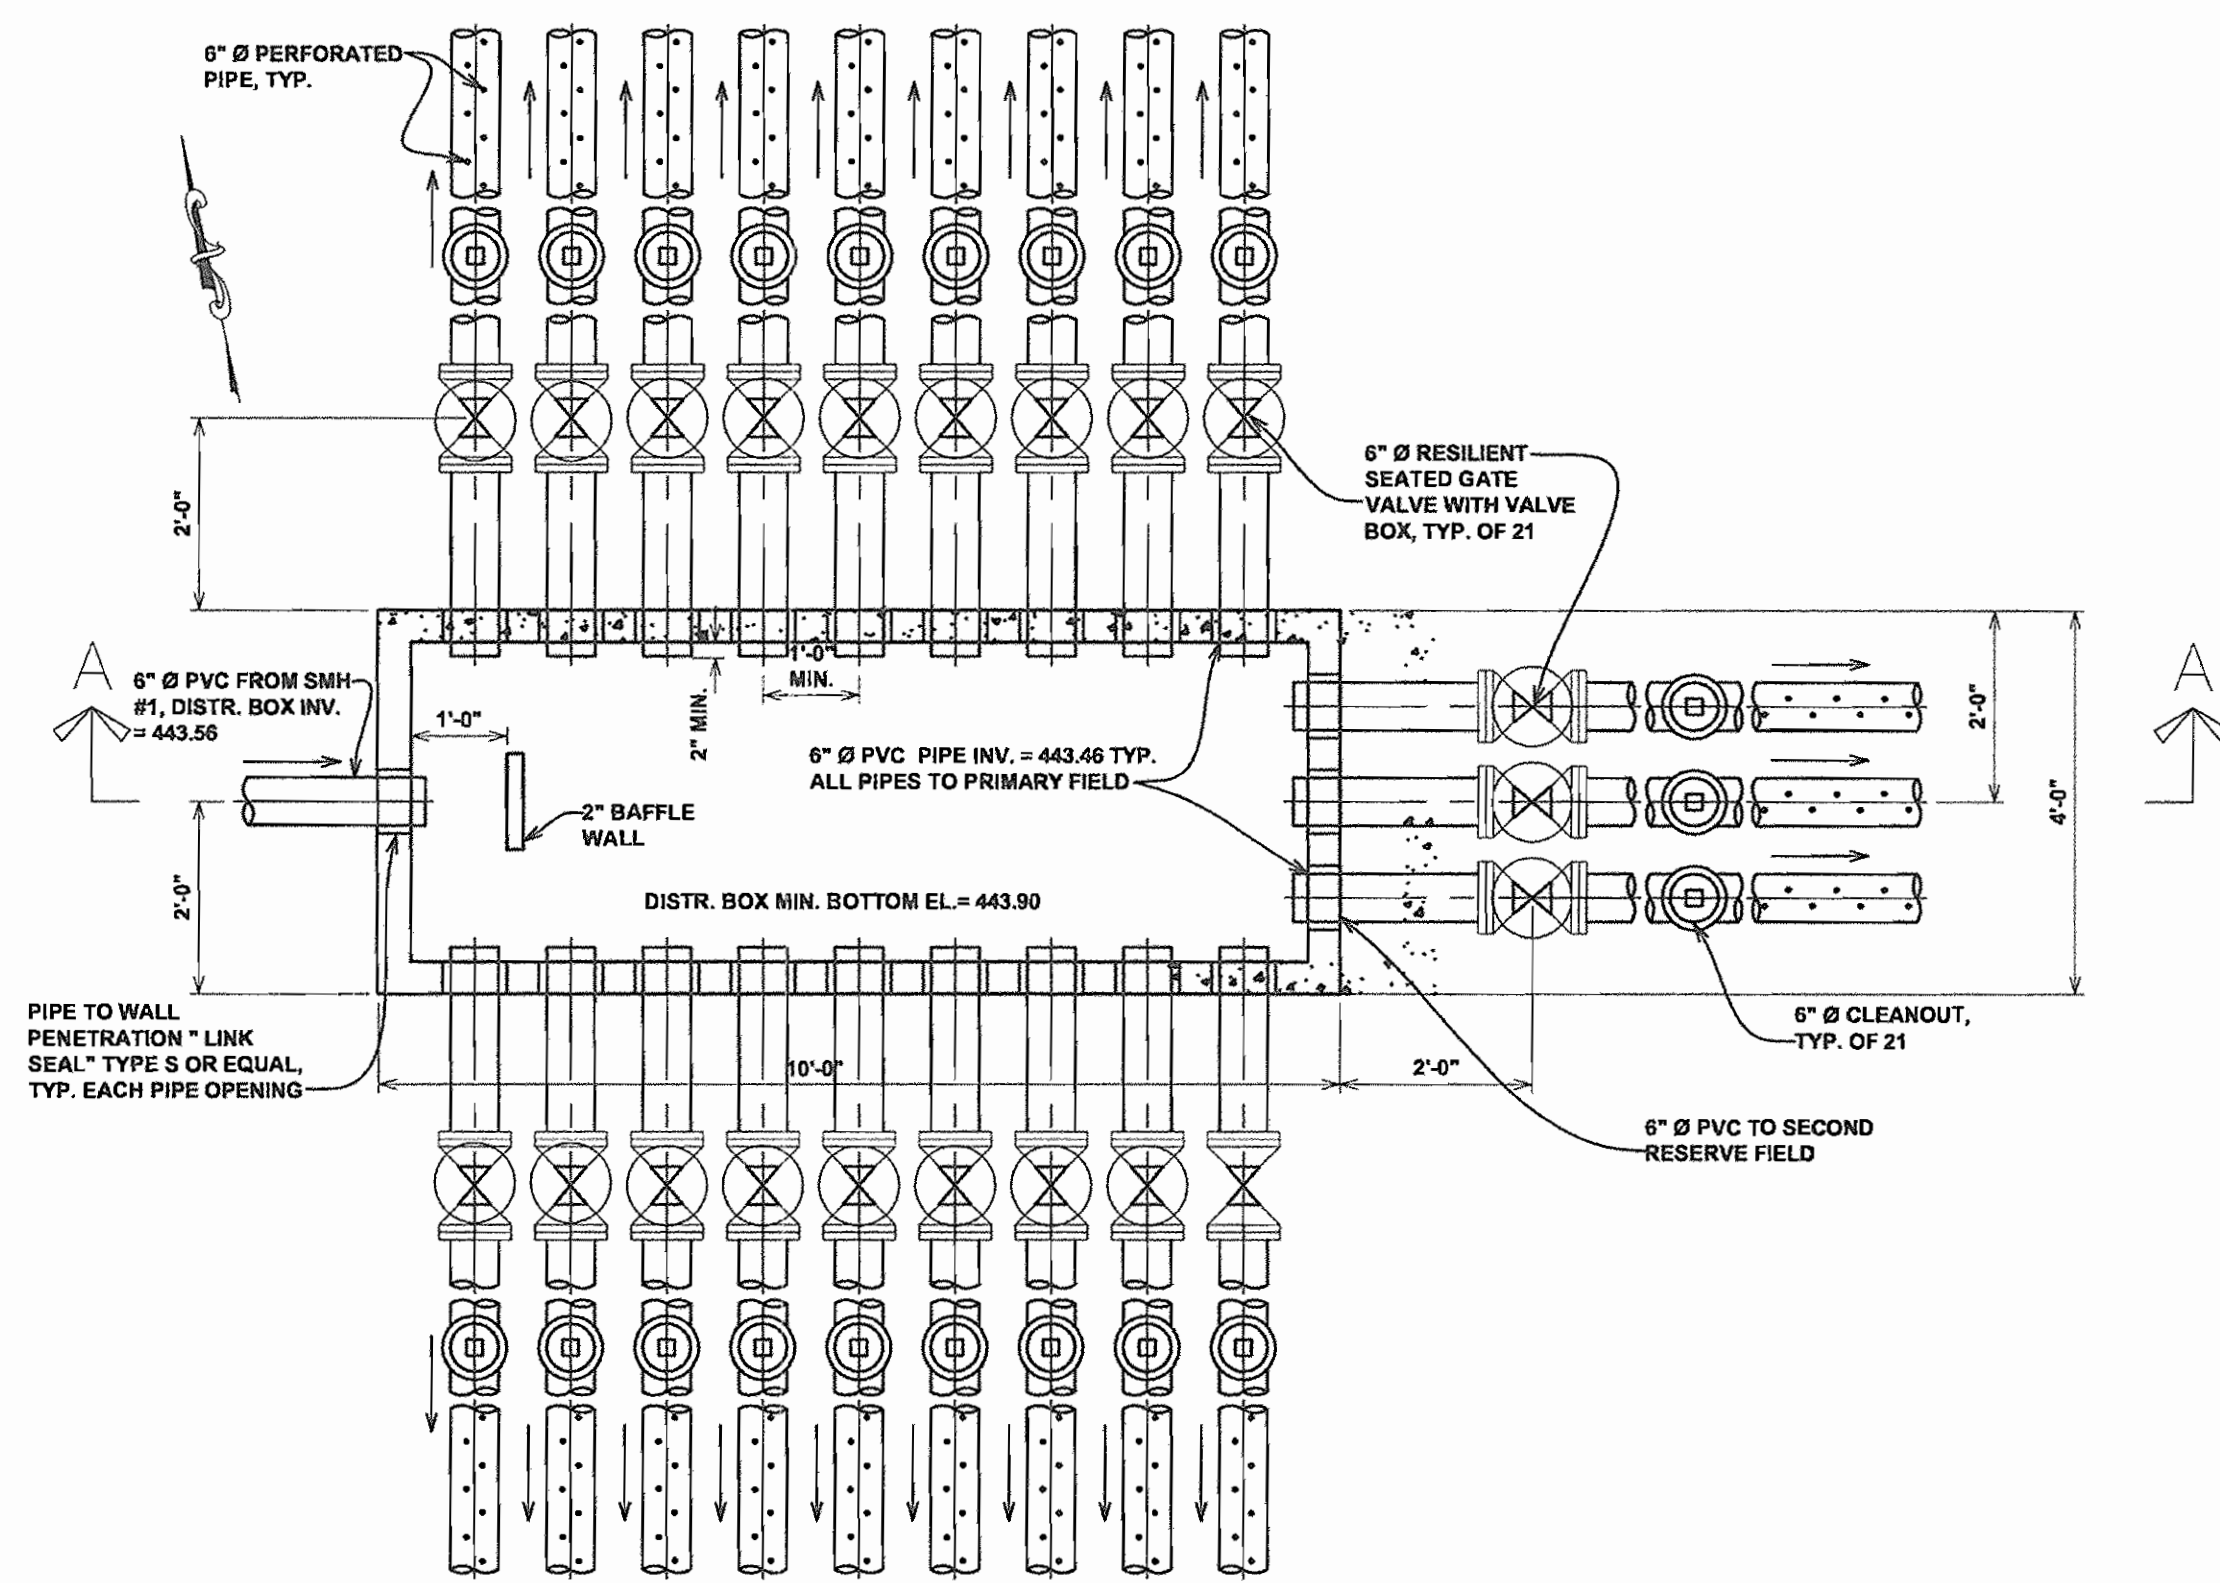 6" Ø PERFORATED
PIPE, TYP.
2'-0"
6" Ø RESILIENT
SEATED GATE
VALVE WITH VALVE
BOX, TYP. OF 21
A
6" Ø PVC FROM SMH
#1, DISTR. BOX INV.
= 443.56
1'-0"
2" MIN.
1'-0"
MIN.
6" Ø PVC PIPE INV. = 443.46 TYP.
ALL PIPES TO PRIMARY FIELD
2'-0"
4'-0"
A
2" BAFFLE
WALL
2'-0"
DISTR. BOX MIN. BOTTOM EL.= 443.90
PIPE TO WALL
PENETRATION " LINK
SEAL" TYPE S OR EQUAL,
TYP. EACH PIPE OPENING
10'-0"
2'-0"
6" Ø CLEANOUT,
TYP. OF 21
6" Ø PVC TO SECOND
RESERVE FIELD